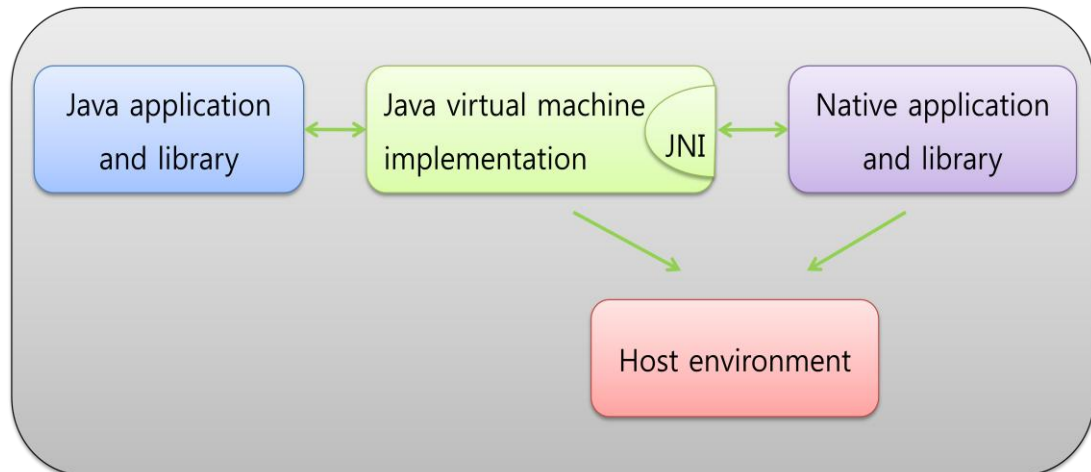 Java application
and library
Java virtual machine
implementation
JNI
Native application
and library
Host environment